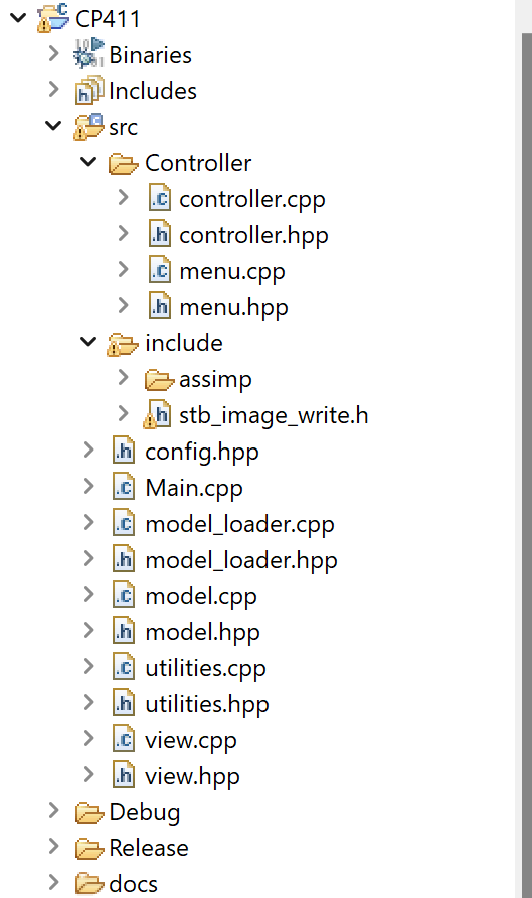 CP411
Binaries
Includes
src
Controller
controller.cpp
controller.hpp
menu.cpp
menu.hpp
include
assimp
stb_image_write.h
config.hpp
Main.cpp
model_loader.cpp
model_loader.hpp
model.cpp
model.hpp
utilities.cpp
utilities.hpp
view.cpp
view.hpp
Debug
Release
docs